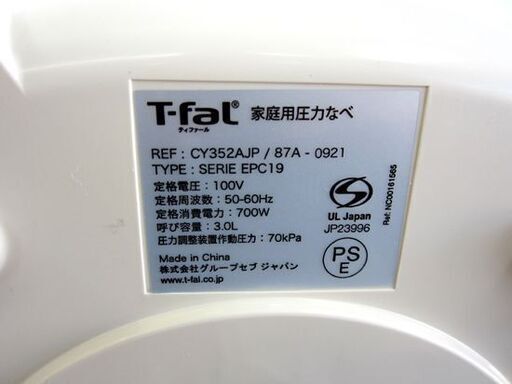 T-fal® 家庭用圧力なべ
ティファール
REF : CY352AJP / 87A - 0921
TYPE : SERIE EPC19
定格電圧 : 100V
定格周波数 : 50-60Hz
定格消費電力 : 700W
呼び容量 : 3.0L
圧力調整装置作動圧力 : 70kPa
Made in China
株式会社グループセブ ジャパン
www.t-fal.co.jp
S
UL Japan
JP23996
PS
E
Ref: NC00161565